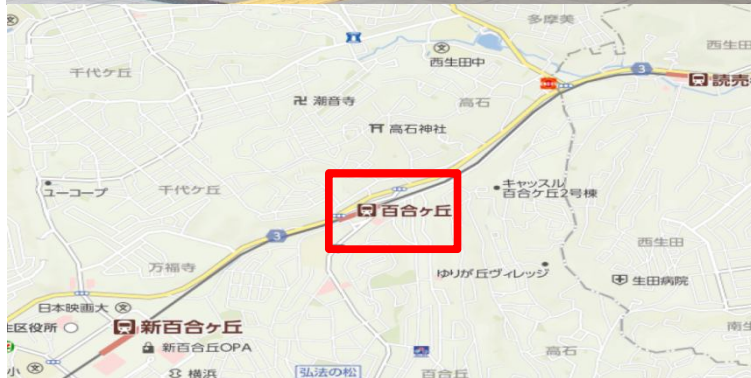 多摩美
西生田
3
西生田中
千代ケ丘
読売
卍 潮音寺
高石
高石神社
キャッスル
百合ケ丘2号棟
ユーコープ
千代ケ丘
百合ヶ丘
3
西生田
万福寺
ゆりが丘ヴィレッジ
生田病院
日本映画大
生区役所
新百合ヶ丘
南生
新百合丘OPA
高石
小
横浜
弘法の松
百合丘